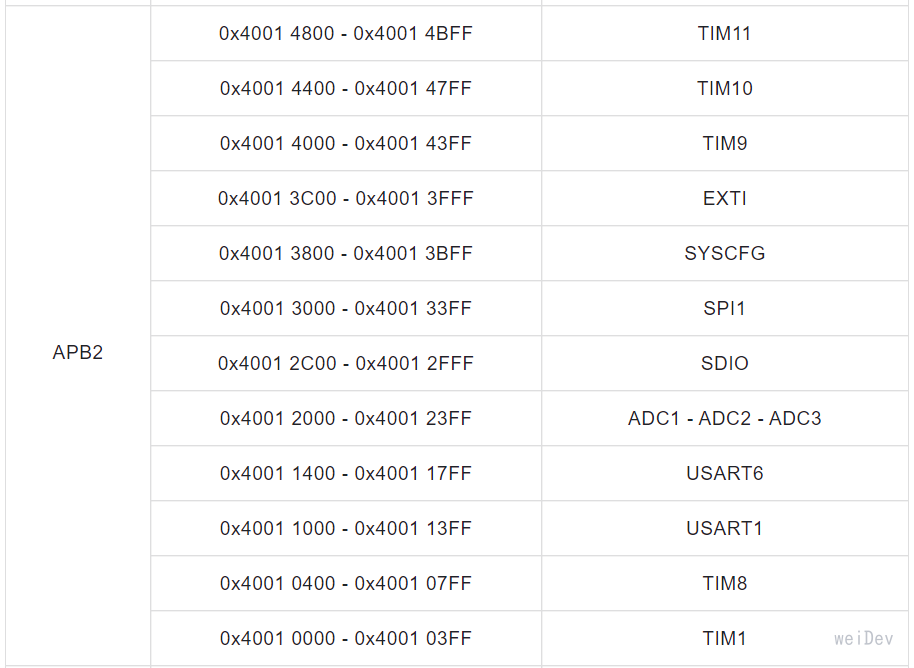 0x4001 4800 - 0x4001 4BFF TIM11
0x4001 4400 - 0x4001 47FF TIM10
0x4001 4000 - 0x4001 43FF TIM9
0x4001 3C00 - 0x4001 3FFF EXTI
0x4001 3800 - 0x4001 3BFF SYSCFG
0x4001 3000 - 0x4001 33FF SPI1
APB2
0x4001 2C00 - 0x4001 2FFF SDIO
0x4001 2000 - 0x4001 23FF ADC1 - ADC2 - ADC3
0x4001 1400 - 0x4001 17FF USART6
0x4001 1000 - 0x4001 13FF USART1
0x4001 0400 - 0x4001 07FF TIM8
0x4001 0000 - 0x4001 03FF TIM1
weiDev